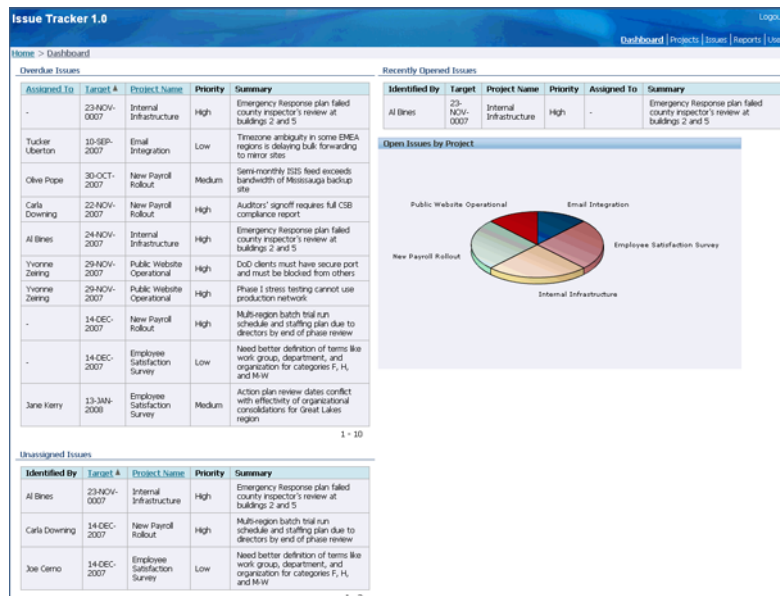 Issue Tracker 1.0
Logou
Dashboard | Projects | Issues | Reports | Use
Home > Dashboard
Overdue Issues
Assigned To Target Project Name Priority Summary
- 23-NOV- Internal High Emergency Response plan failed
0007 Infrastructure county inspector's review at
buildings 2 and 5
Tucker 10-SEP- Email Low Timezone ambiguity in some EMEA
Uberton 2007 Integration regions is delaying bulk forwarding
to mirror sites
Olive Pope 30-OCT- New Payroll Medium Semi-monthly ISIS feed exceeds
2007 Rollout bandwidth of Mississauga backup
site
Carla 22-NOV- New Payroll High Auditors' signoff requires full CSB
Downing 2007 Rollout compliance report
Al Bines 24-NOV- Internal High Emergency Response plan failed
2007 Infrastructure county inspector's review at
buildings 2 and 5
Yvonne 29-NOV- Public Website High DoD clients must have secure port
Zeiring 2007 Operational and must be blocked from others
Yvonne 29-NOV- Public Website High Phase I stress testing cannot use
Zeiring 2007 Operational production network
- 14-DEC- New Payroll High Multi-region batch trial run
2007 Rollout schedule and staffing plan due to
directors by end of phase review
- 14-DEC- Employee Low Need better definition of terms like
2007 Satisfaction work group, department, and
Survey organization for categories F, H,
and M-W
Jane Kerry 13-JAN- Employee Medium Action plan review dates conflict
2008 Satisfaction with effectivity of organizational
Survey consolidations for Great Lakes
region
1 - 10
Unassigned Issues
Identified By Target Project Name Priority Summary
Al Bines 23-NOV- Internal High Emergency Response plan failed
0007 Infrastructure county inspector's review at
buildings 2 and 5
Carla Downing 14-DEC- New Payroll High Multi-region batch trial run
2007 Rollout schedule and staffing plan due to
directors by end of phase review
Joe Cerno 14-DEC- Employee Low Need better definition of terms like
2007 Satisfaction work group, department, and
Survey organization for categories F, H,
and M-W
Recently Opened Issues
Identified By Target Project Name Priority Assigned To Summary
Al Bines 23- Internal High - Emergency Response plan failed
NOV- Infrastructure county inspector's review at
0007 buildings 2 and 5
Open Issues by Project
Public Website Operational
Email Integration
Employee Satisfaction Survey
New Payroll Rollout
Internal Infrastructure